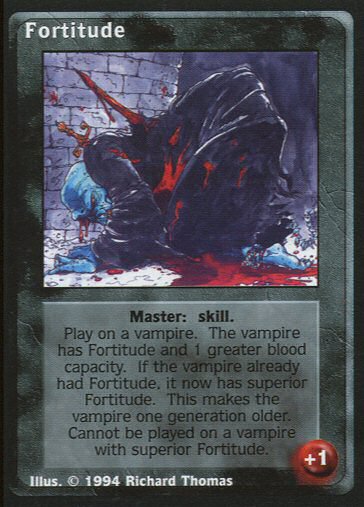 Fortitude
Master: skill.
Play on a vampire. The vampire
has Fortitude and 1 greater blood
capacity. If the vampire already
had Fortitude, it now has superior
Fortitude. This makes the
vampire one generation older.
Cannot be played on a vampire
with superior Fortitude.
+1
Illus. © 1994 Richard Thomas